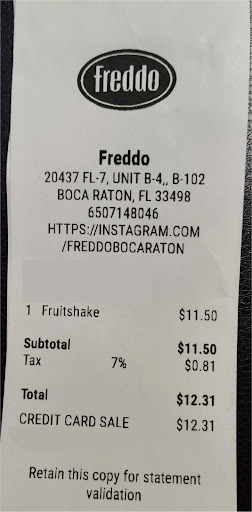 freddo
Freddo
20437 FL-7, UNIT B-4,, B-102
BOCA RATON, FL 33498
6507148046
HTTPS://INSTAGRAM.COM
/FREDDOBOCARATON
1 Fruitshake $11.50
Subtotal $11.50
Tax 7% $0.81
Total $12.31
CREDIT CARD SALE $12.31
Retain this copy for statement
validation